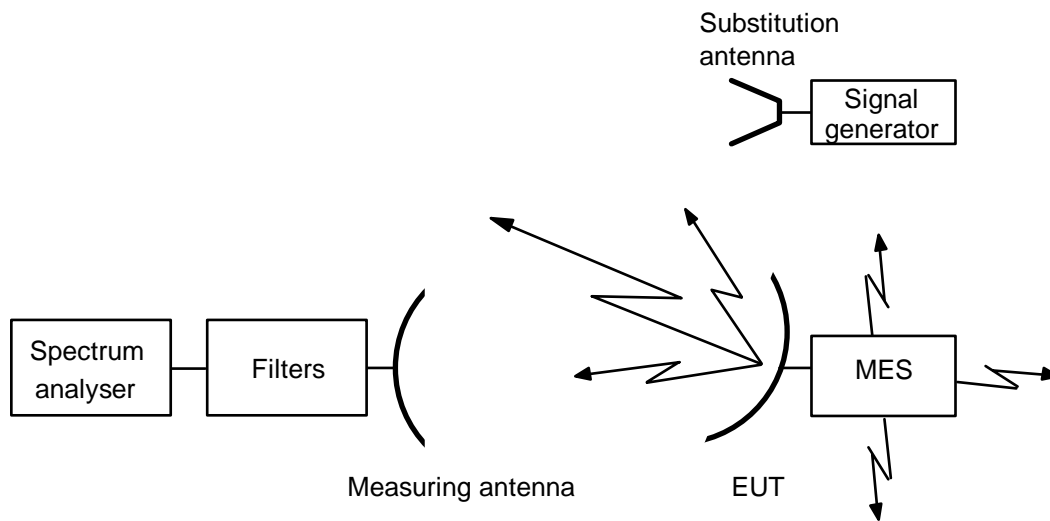 Substitution
antenna
Signal
generator
Spectrum
analyser
Filters
MES
Measuring antenna
EUT